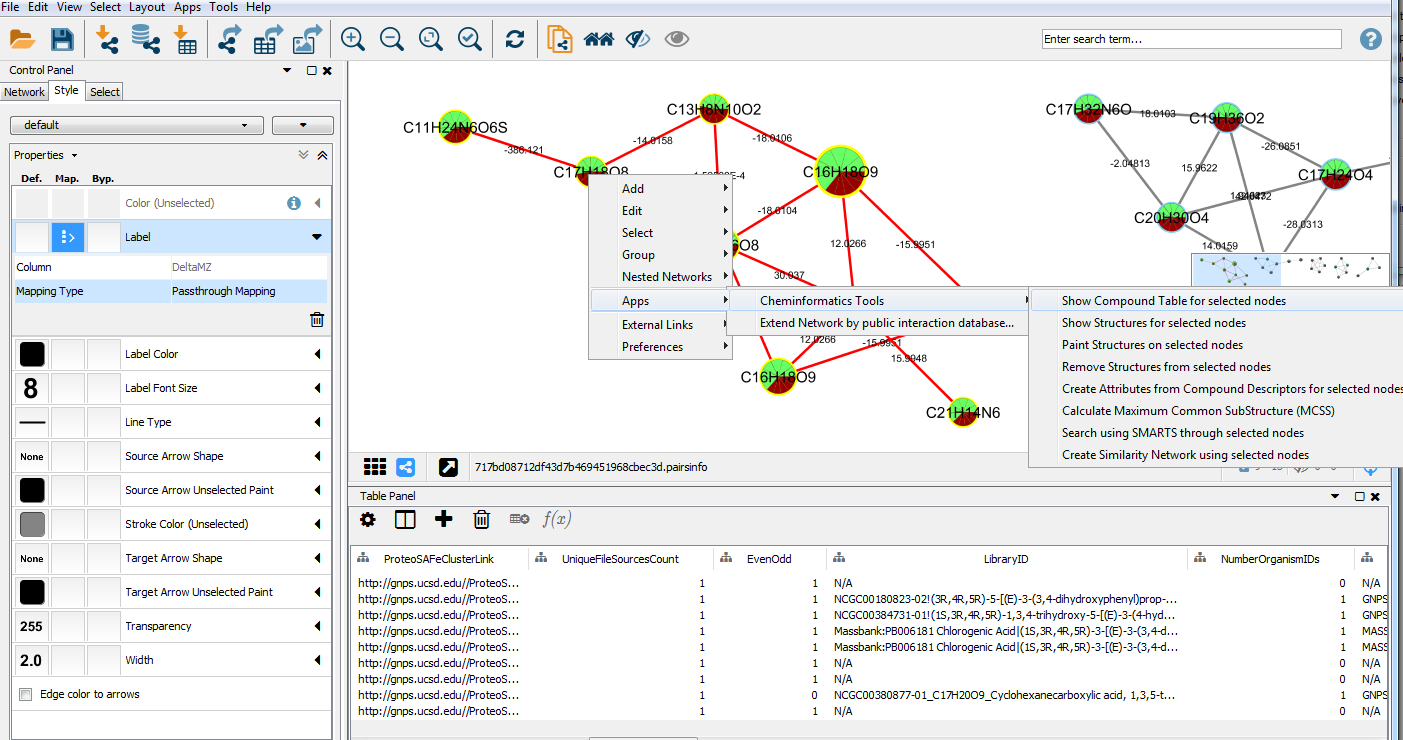 File Edit View Select Layout Apps Tools Help
Enter search term...
Control Panel
Network Style Select
default
Properties
Def. Map. Byp.
Color (Unselected)
Label
Column DeltaMZ
Mapping Type Passthrough Mapping
Label Color
8 Label Font Size
Line Type
None Source Arrow Shape
Source Arrow Unselected Paint
Stroke Color (Unselected)
None Target Arrow Shape
Target Arrow Unselected Paint
255 Transparency
2.0 Width
Edge color to arrows
C13H8N10O2
C11H24N6O6S
-386.121
-14.0158
-18.0106
C17H18O8
C16H18O9
-18.0104
12.0266
-15.9951
30.037
12.0266
15.9948
C16H18O9
C21H14N6
C17H32N6O
18.0103
C19H36O2
-26.0851
-2.04813
15.9622
C17H24O4
C20H30O4
-28.0313
14.0159
Add
Edit
Select
Group
Nested Networks
Apps
External Links
Preferences
Cheminformatics Tools
Extend Network by public interaction database...
Show Compound Table for selected nodes
Show Structures for selected nodes
Paint Structures on selected nodes
Remove Structures from selected nodes
Create Attributes from Compound Descriptors for selected nodes
Calculate Maximum Common SubStructure (MCSS)
Search using SMARTS through selected nodes
Create Similarity Network using selected nodes
717bd08712df43d7b469451968cbec3d.pairsinfo
Table Panel
f(x)
ProteoSAFeClusterLink UniqueFileSourcesCount EvenOdd LibraryID NumberOrganismIDs
http://gnps.ucsd.edu//ProteoS... 1 1 N/A 0 N/A
http://gnps.ucsd.edu//ProteoS... 1 1 NCGC00180823-02!(3R,4R,5R)-5-[(E)-3-(3,4-dihydroxyphenyl)prop-... 1 GNPS
http://gnps.ucsd.edu//ProteoS... 1 1 NCGC00384731-01!(1S,3R,4R,5R)-1,3,4-trihydroxy-5-[(E)-3-(4-hyd... 1 GNPS
http://gnps.ucsd.edu//ProteoS... 1 1 Massbank:PB006181 Chlorogenic Acid|(1S,3R,4R,5R)-3-[(E)-3-(3,4-d... 1 MASS
http://gnps.ucsd.edu//ProteoS... 1 1 Massbank:PB006181 Chlorogenic Acid|(1S,3R,4R,5R)-3-[(E)-3-(3,4-d... 1 MASS
http://gnps.ucsd.edu//ProteoS... 1 1 N/A 0 N/A
http://gnps.ucsd.edu//ProteoS... 1 1 N/A 0 N/A
http://gnps.ucsd.edu//ProteoS... 1 0 NCGC00380877-01_C17H20O9_Cyclohexanecarboxylic acid, 1,3,5-t... 1 GNPS
http://gnps.ucsd.edu//ProteoS... 1 1 N/A 0 N/A